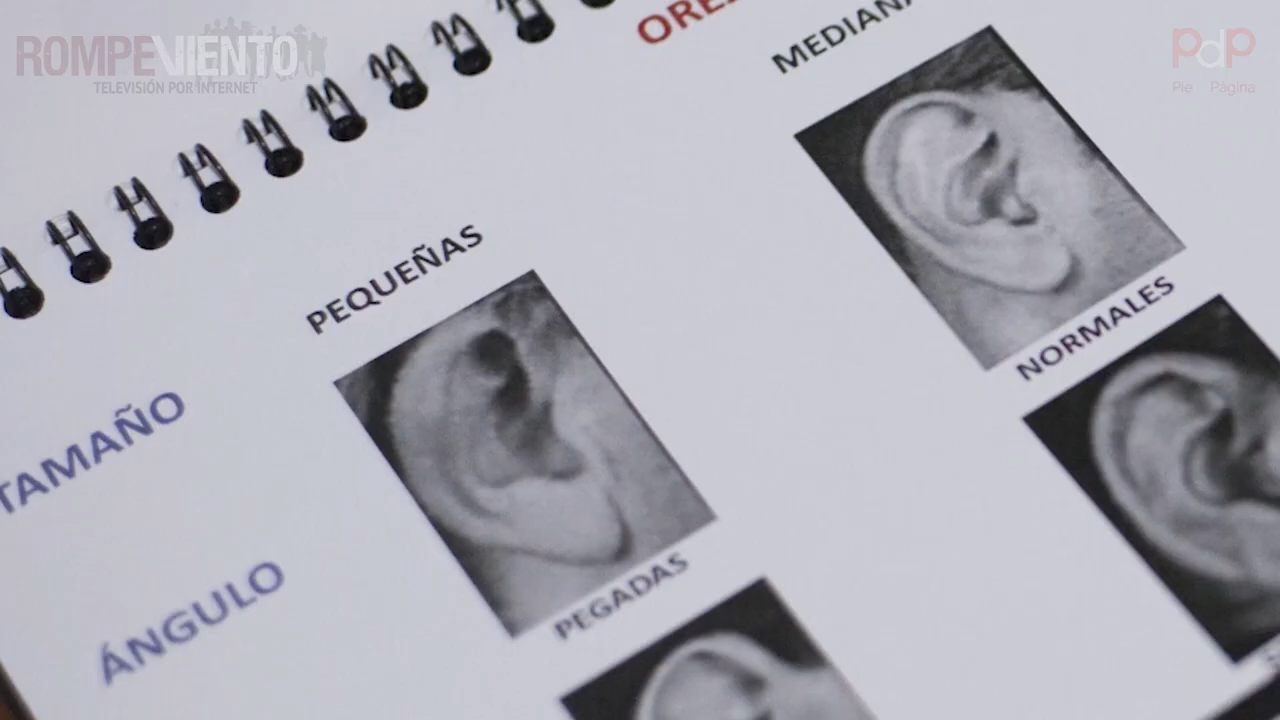 ROMPEVIENTO
TELEVISIÓN POR INTERNET
PdP
Pie Página
PEQUEÑAS
TAMAÑO
NORMALES
PEGADAS
ÁNGULO